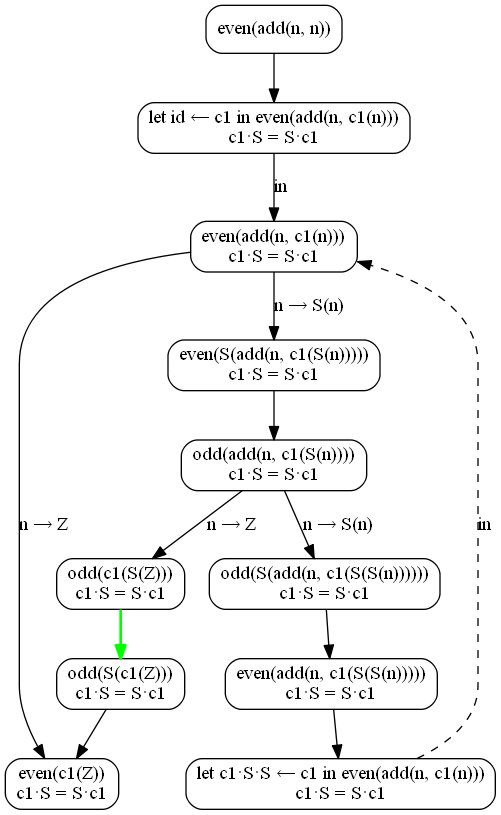 even(add(n, n))
let id ← c1 in even(add(n, c1(n)))
c1·S = S·c1
in
even(add(n, c1(n)))
c1·S = S·c1
n → S(n)
even(S(add(n, c1(S(n)))))
c1·S = S·c1
odd(add(n, c1(S(n))))
c1·S = S·c1
n → Z
n → Z
n → S(n)
in
odd(c1(S(Z)))
c1·S = S·c1
odd(S(add(n, c1(S(S(n))))))
c1·S = S·c1
odd(S(c1(Z)))
c1·S = S·c1
even(add(n, c1(S(S(n)))))
c1·S = S·c1
even(c1(Z))
c1·S = S·c1
let c1·S·S ← c1 in even(add(n, c1(n)))
c1·S = S·c1